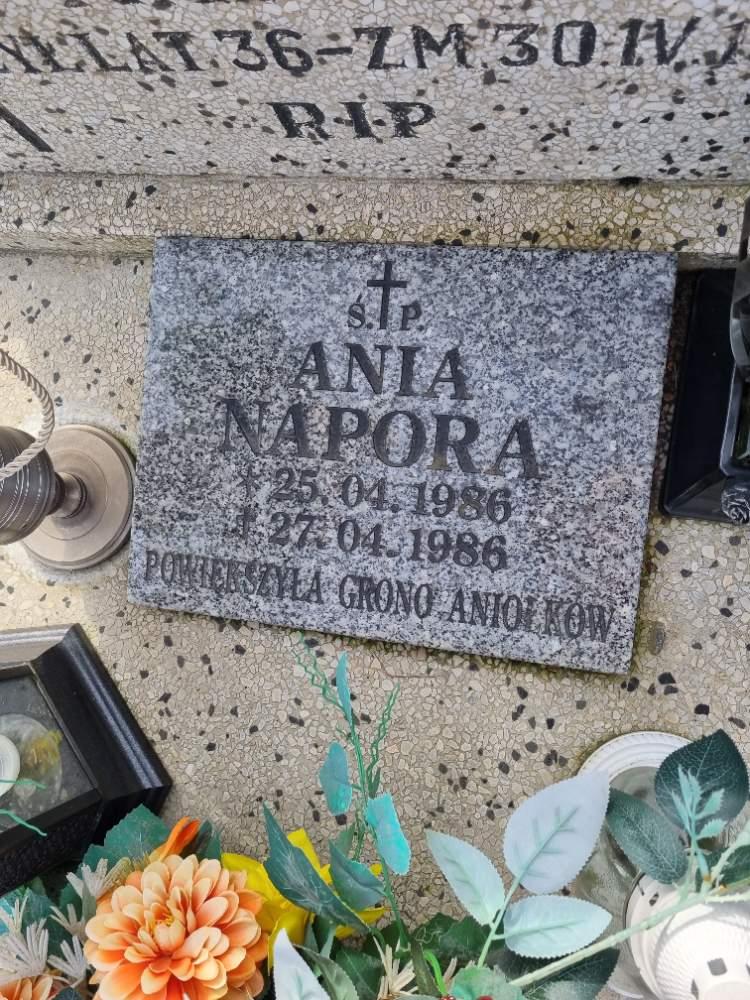 LAT 36 – ZM. 30.IV.
RIP
Ś. P.
ANIA
NAPORA
* 25. 04. 1986
† 27. 04. 1986
POWIĘKSZYŁA GRONO ANIOŁKÓW